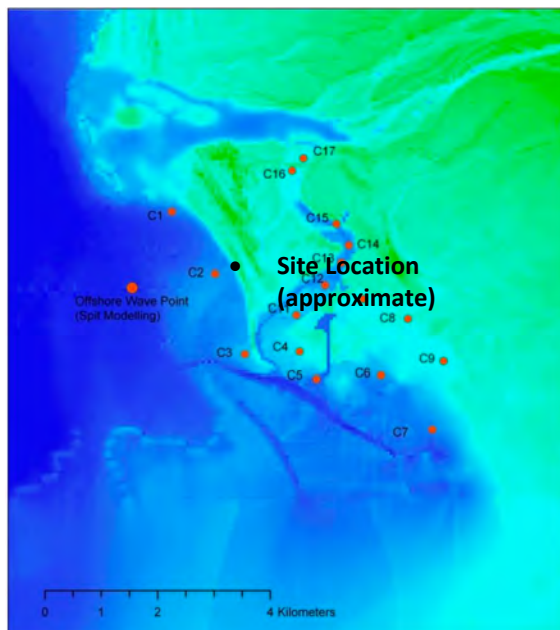 C17
C16
C1
C15
C14
C13
Site Location
C2
C12
(approximate)
Offshore Wave Point
(Spit Modelling)
C11
C8
C3
C4
C9
C5
C6
C7
0 2 4 Kilometers